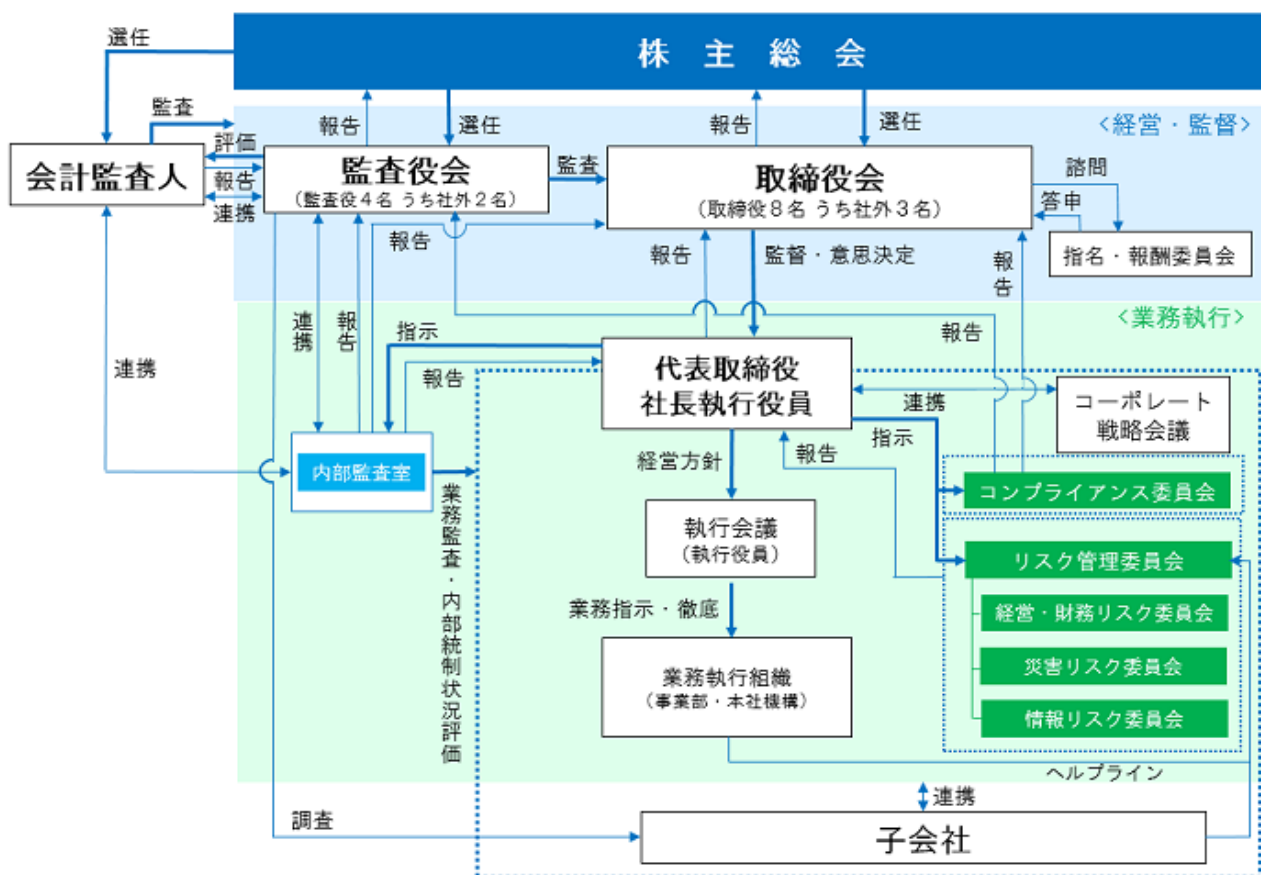 株主総会
選任
監査
報告
選任
報告
選任
<経営・監督>
評価
会計監査人
報告
連携
監査役会
(監査役4名 うち社外2名)
監査
取締役会
(取締役8名 うち社外3名)
諮問
答申
指名・報酬委員会
報告
報告
監督・意思決定
報告
<業務執行>
連携
報告
指示
報告
報告
連携
代表取締役
社長執行役員
連携
コーポレート
戦略会議
指示
報告
内部監査室
経営方針
コンプライアンス委員会
業務監査・内部統制状況評価
執行会議
(執行役員)
リスク管理委員会
業務指示・徹底
経営・財務リスク委員会
業務執行組織
(事業部・本社機構)
災害リスク委員会
情報リスク委員会
ヘルプライン
連携
調査
子会社